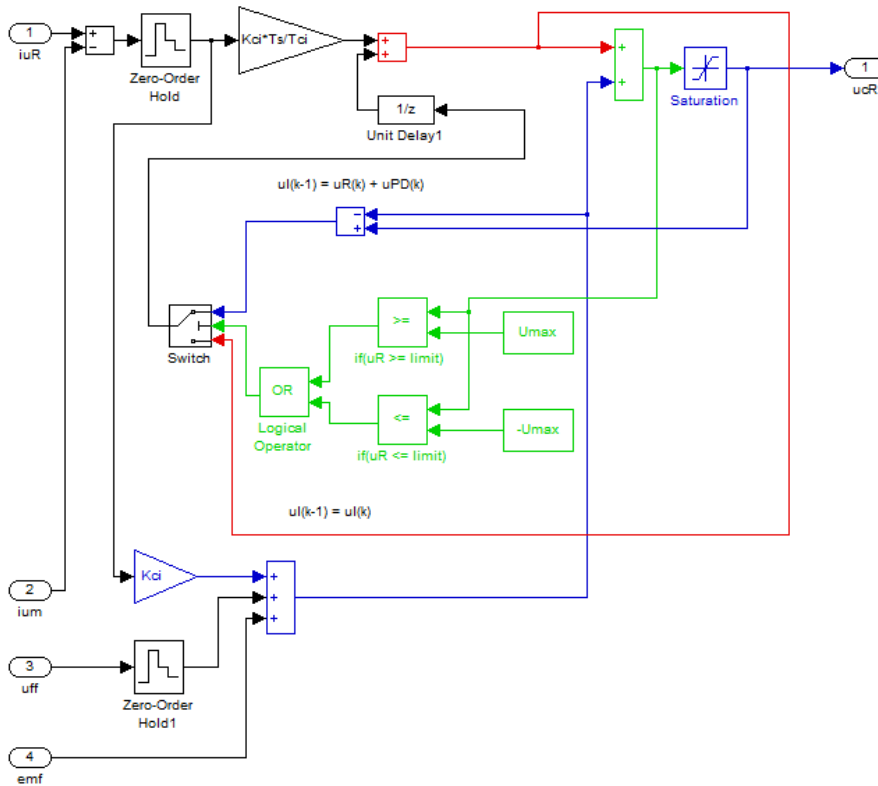 1
iuR
+
−
Zero-Order
Hold
Kci*Ts/Tci
+
+
1/z
Unit Delay1
+
+
Saturation
1
ucR
uI(k-1) = uR(k) + uPD(k)
−
+
Switch
>=
if(uR >= limit)
Umax
OR
Logical
Operator
<=
if(uR <= limit)
-Umax
uI(k-1) = uI(k)
2
ium
Kci
+
+
+
3
uff
Zero-Order
Hold1
4
emf